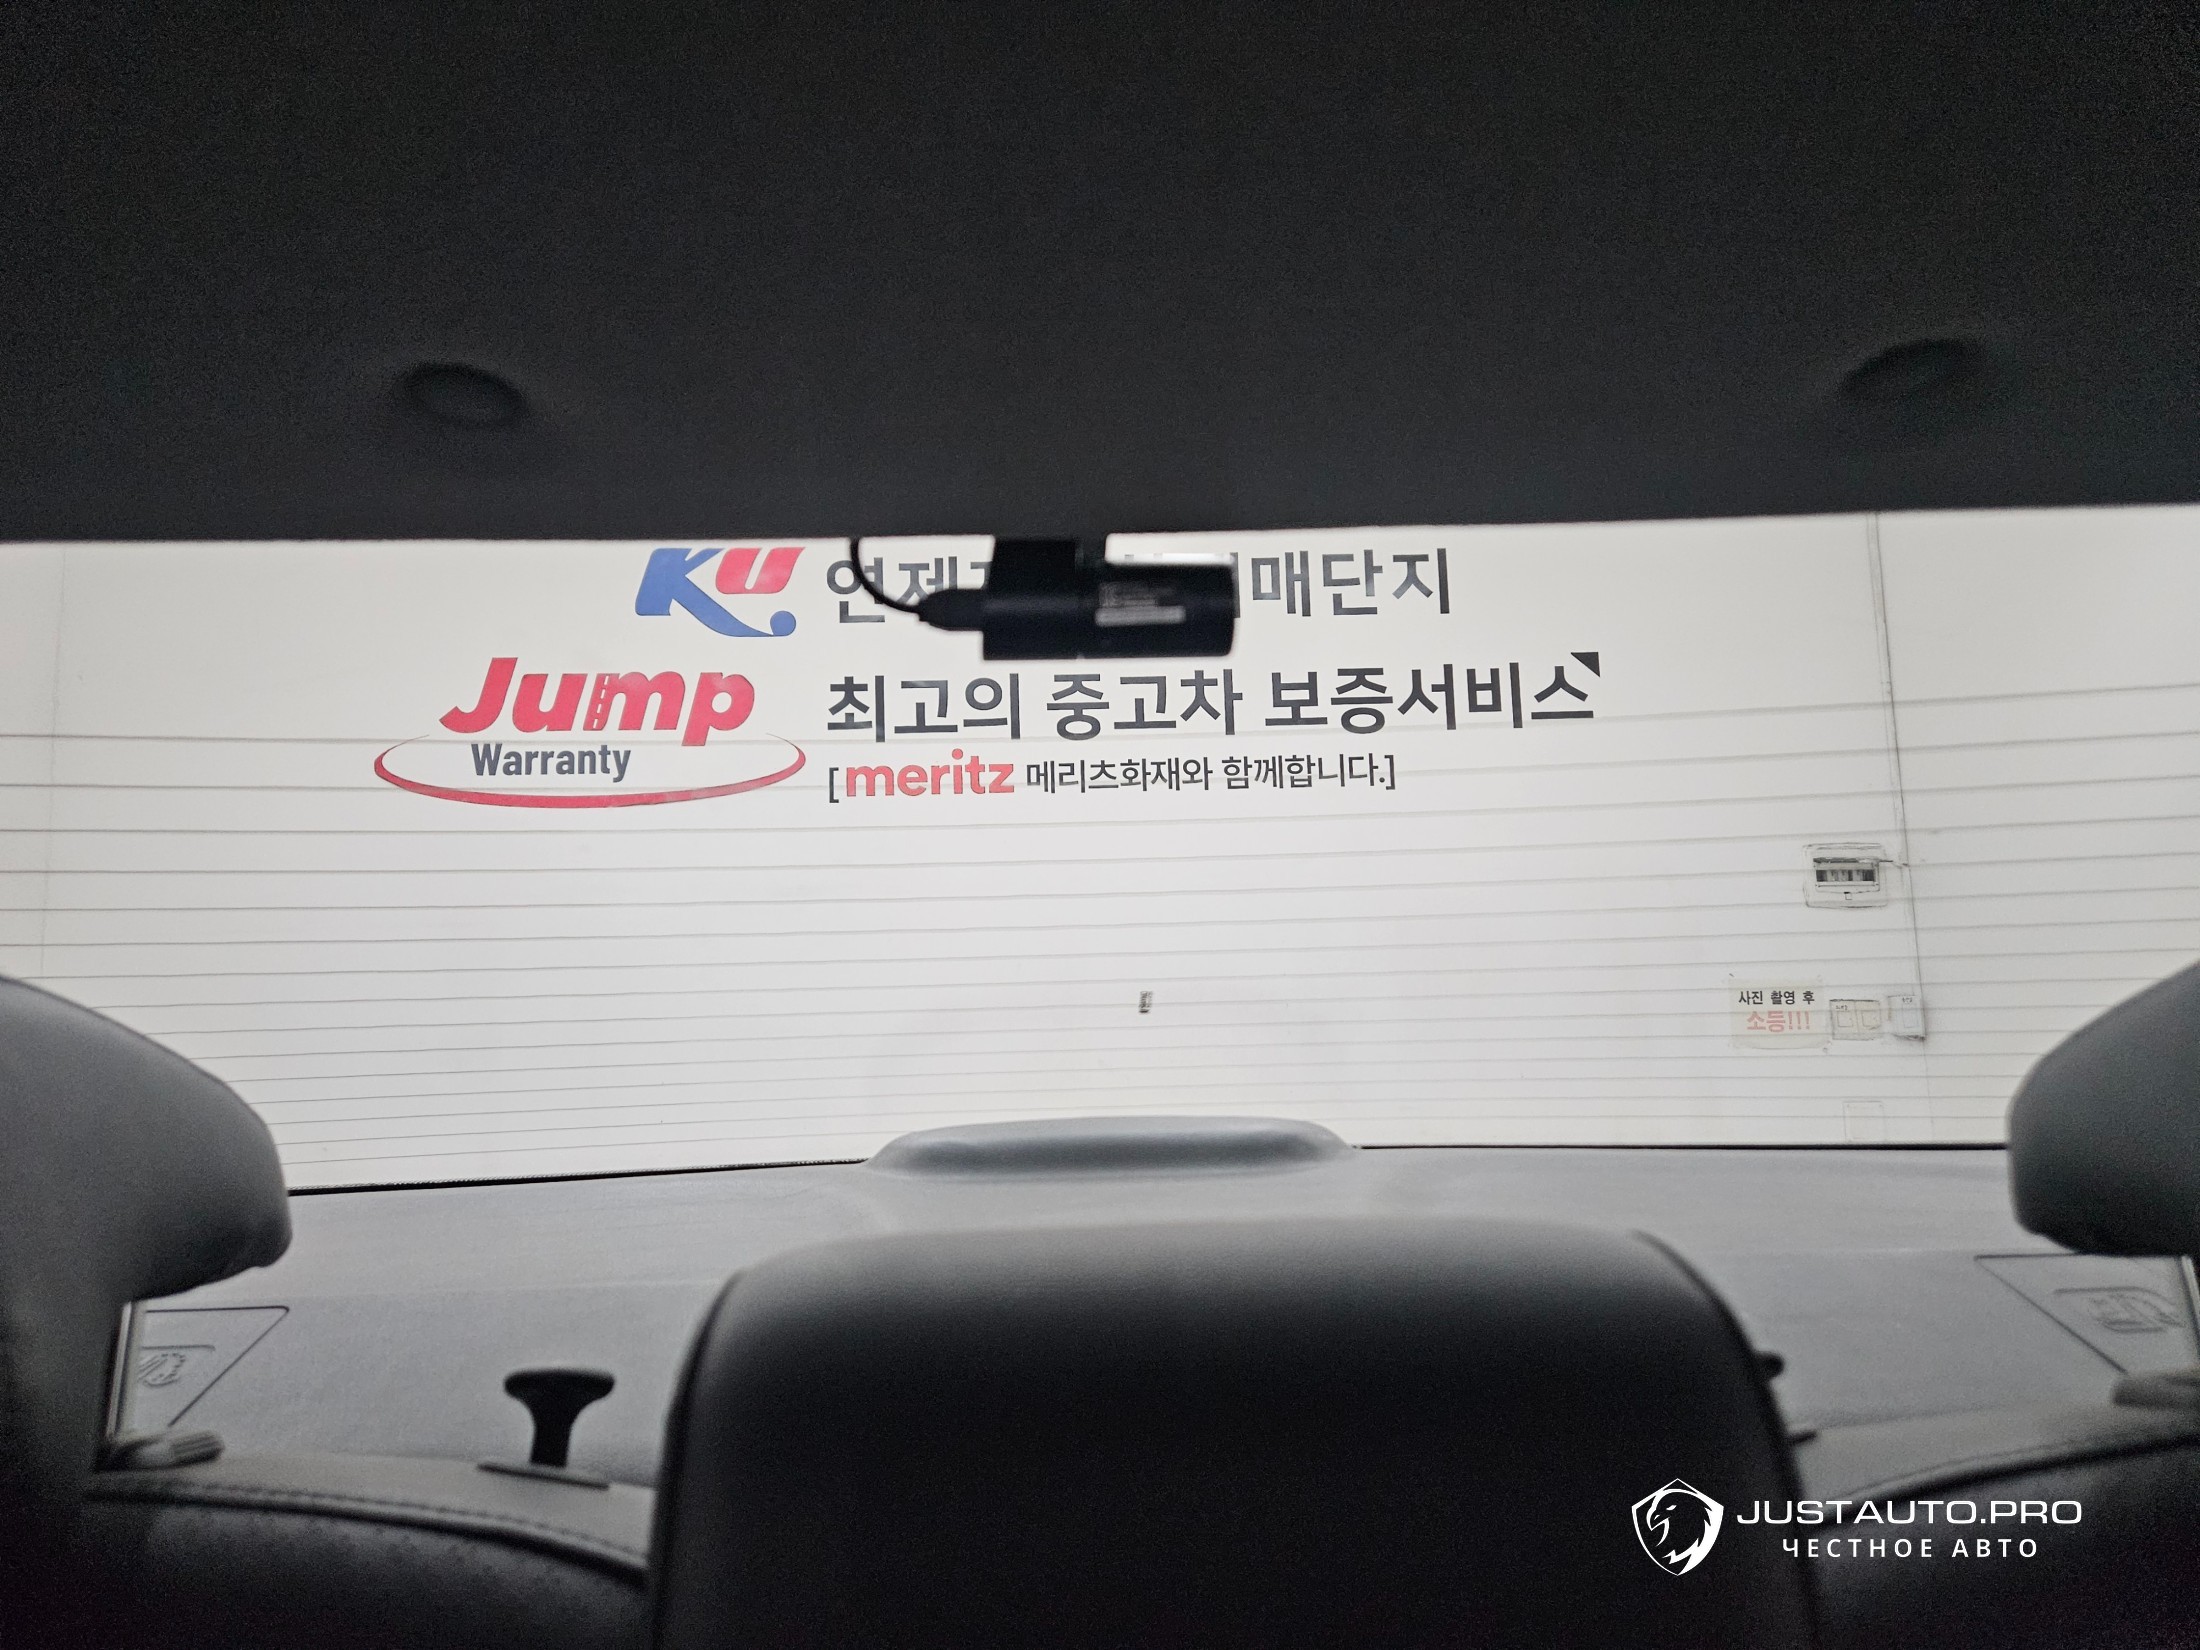 KU 연제 매단지
Jump
Warranty
최고의 중고차 보증서비스
[meritz 메리츠화재와 함께합니다.]
사진 촬영 후
소등!!!
JUSTAUTO.PRO
ЧЕСТНОЕ АВТО